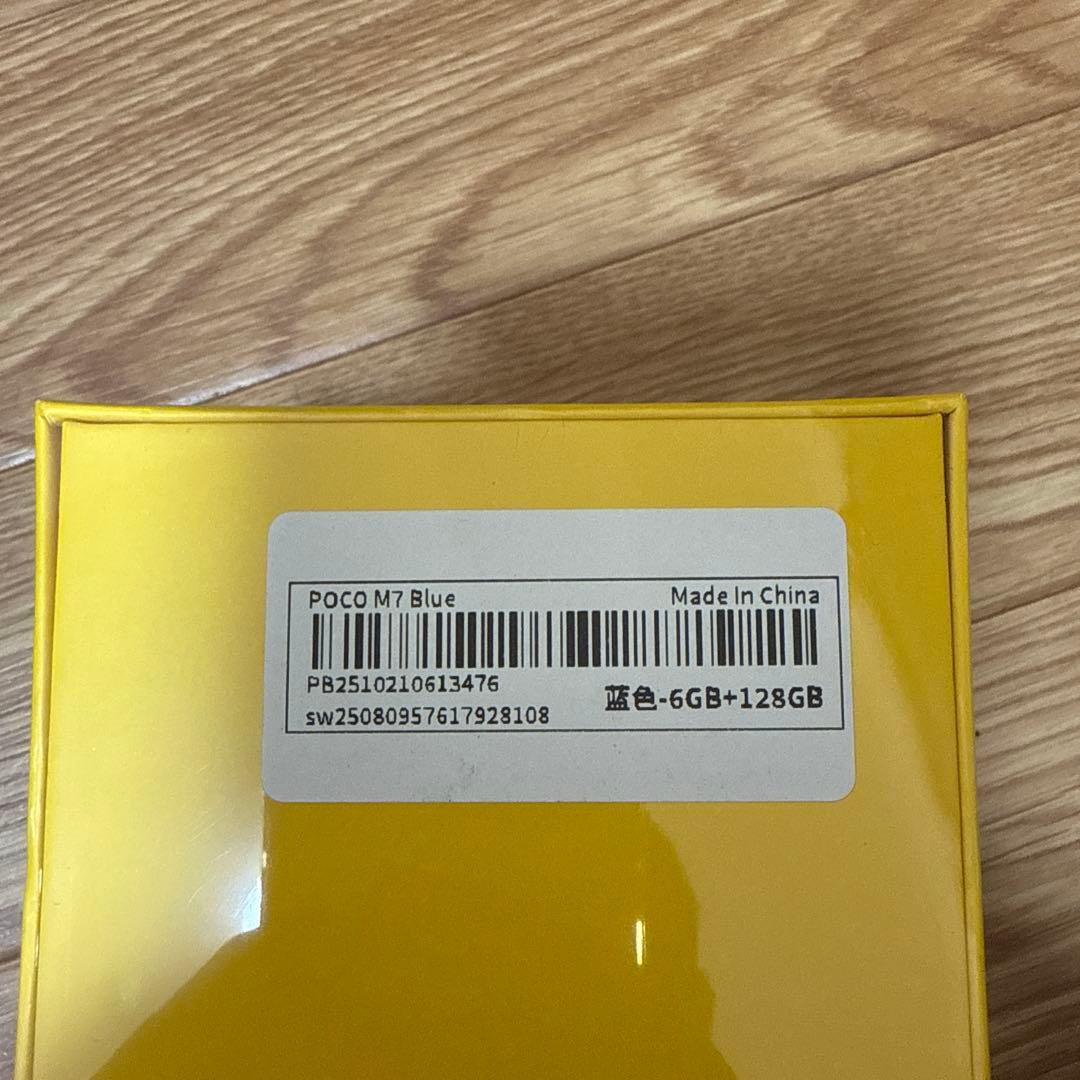 POCO M7 Blue Made In China
PB2510210613476
蓝色-6GB+128GB
sw25080957617928108